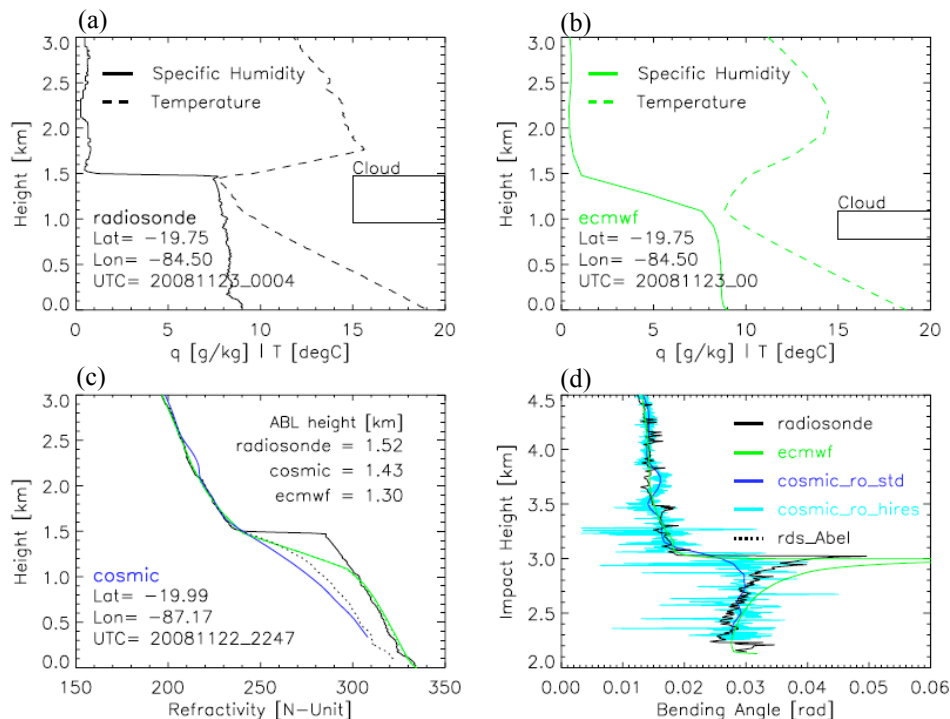 (a)
(b)
Height [km]
3.0
2.5
2.0
1.5
1.0
0.5
0.0
Specific Humidity
Temperature
Cloud
radiosonde
Lat= −19.75
Lon= −84.50
UTC= 20081123_0004
0 5 10 15 20
q [g/kg] | T [degC]
Height [km]
3.0
2.5
2.0
1.5
1.0
0.5
0.0
Specific Humidity
Temperature
Cloud
ecmwf
Lat= −19.75
Lon= −84.50
UTC= 20081123_00
0 5 10 15 20
q [g/kg] | T [degC]
(c)
(d)
Height [km]
3.0
2.5
2.0
1.5
1.0
0.5
0.0
ABL height [km]
radiosonde = 1.52
cosmic = 1.43
ecmwf = 1.30
cosmic
Lat= −19.99
Lon= −87.17
UTC= 20081122_2247
150 200 250 300 350
Refractivity [N−Unit]
Impact Height [km]
4.5
4.0
3.5
3.0
2.5
2.0
radiosonde
ecmwf
cosmic_ro_std
cosmic_ro_hires
rds_Abel
0.00 0.01 0.02 0.03 0.04 0.05 0.06
Bending Angle [rad]